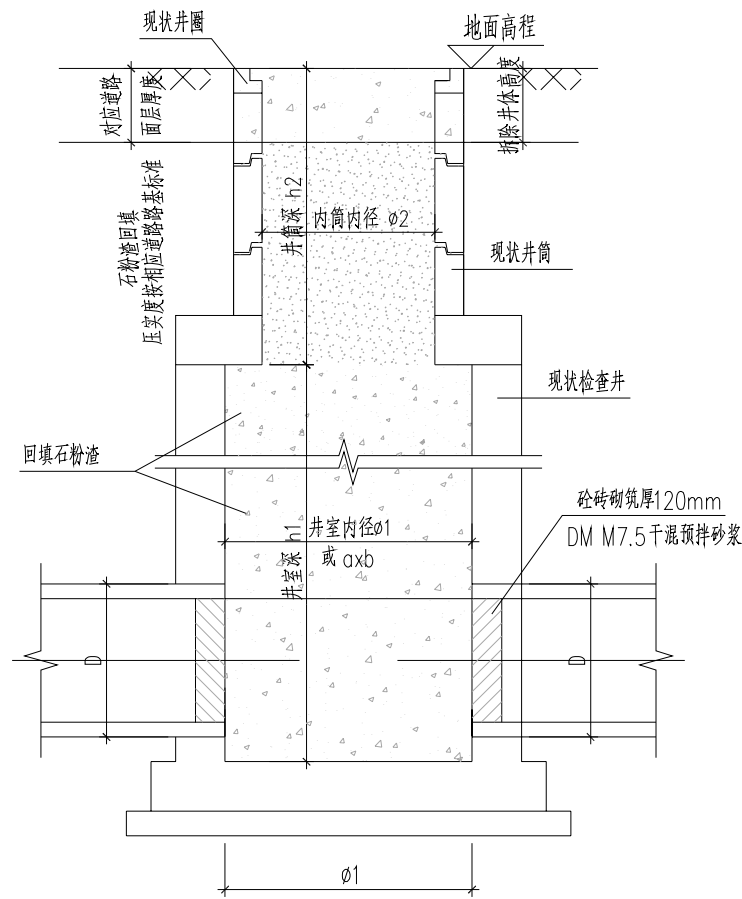 现状井圈
地面高程
对应道路
面层厚度
拆除井体高度
石粉渣回填
压实度按相应道路路基标准
井筒深 h2
内筒内径 ø2
现状井筒
现状检查井
回填石粉渣
砼砖砌筑厚120mm
DM M7.5干混预拌砂浆
井室深 h1
井室内径ø1
或 axb
D
D
ø1